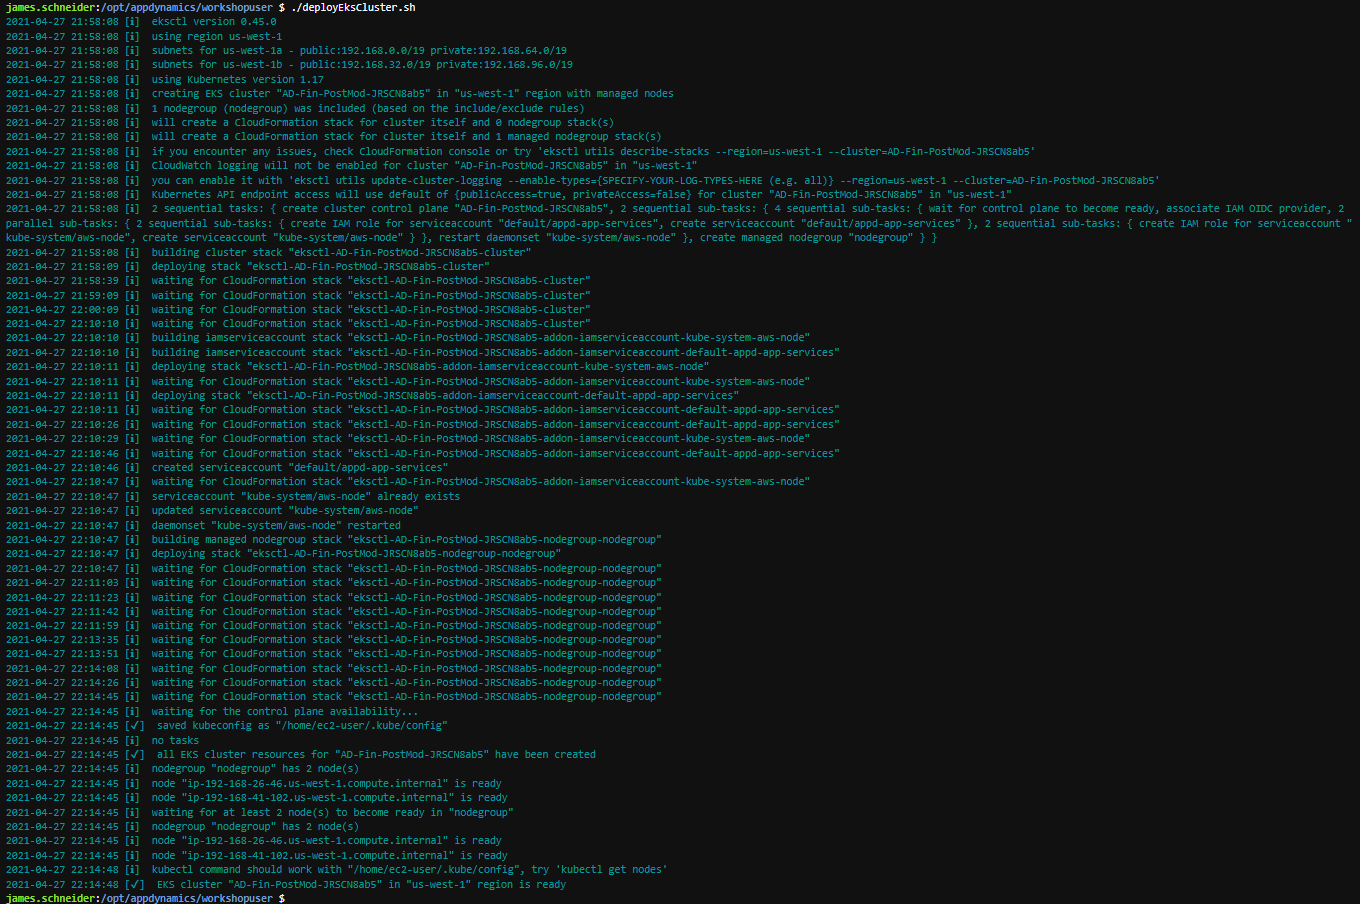 james.schneider:/opt/appdynamics/workshopuser $ ./deployEksCluster.sh
2021-04-27 21:58:08 [ℹ]  eksctl version 0.45.0
2021-04-27 21:58:08 [ℹ]  using region us-west-1
2021-04-27 21:58:08 [ℹ]  subnets for us-west-1a - public:192.168.0.0/19 private:192.168.64.0/19
2021-04-27 21:58:08 [ℹ]  subnets for us-west-1b - public:192.168.32.0/19 private:192.168.96.0/19
2021-04-27 21:58:08 [ℹ]  using Kubernetes version 1.17
2021-04-27 21:58:08 [ℹ]  creating EKS cluster "AD-Fin-PostMod-JRSCN8ab5" in "us-west-1" region with managed nodes
2021-04-27 21:58:08 [ℹ]  1 nodegroup (nodegroup) was included (based on the include/exclude rules)
2021-04-27 21:58:08 [ℹ]  will create a CloudFormation stack for cluster itself and 0 nodegroup stack(s)
2021-04-27 21:58:08 [ℹ]  will create a CloudFormation stack for cluster itself and 1 managed nodegroup stack(s)
2021-04-27 21:58:08 [ℹ]  if you encounter any issues, check CloudFormation console or try 'eksctl utils describe-stacks --region=us-west-1 --cluster=AD-Fin-PostMod-JRSCN8ab5'
2021-04-27 21:58:08 [ℹ]  CloudWatch logging will not be enabled for cluster "AD-Fin-PostMod-JRSCN8ab5" in "us-west-1"
2021-04-27 21:58:08 [ℹ]  you can enable it with 'eksctl utils update-cluster-logging --enable-types={SPECIFY-YOUR-LOG-TYPES-HERE (e.g. all)} --region=us-west-1 --cluster=AD-Fin-PostMod-JRSCN8ab5'
2021-04-27 21:58:08 [ℹ]  Kubernetes API endpoint access will use default of {publicAccess=true, privateAccess=false} for cluster "AD-Fin-PostMod-JRSCN8ab5" in "us-west-1"
2021-04-27 21:58:08 [ℹ]  2 sequential tasks: { create cluster control plane "AD-Fin-PostMod-JRSCN8ab5", 2 sequential sub-tasks: { 4 sequential sub-tasks: { wait for control plane to become ready, associate IAM OIDC provider, 2
parallel sub-tasks: { 2 sequential sub-tasks: { create IAM role for serviceaccount "default/appd-app-services", create serviceaccount "default/appd-app-services" }, 2 sequential sub-tasks: { create IAM role for serviceaccount "
kube-system/aws-node", create serviceaccount "kube-system/aws-node" } }, restart daemonset "kube-system/aws-node" }, create managed nodegroup "nodegroup" } }
2021-04-27 21:58:08 [ℹ]  building cluster stack "eksctl-AD-Fin-PostMod-JRSCN8ab5-cluster"
2021-04-27 21:58:09 [ℹ]  deploying stack "eksctl-AD-Fin-PostMod-JRSCN8ab5-cluster"
2021-04-27 21:58:39 [ℹ]  waiting for CloudFormation stack "eksctl-AD-Fin-PostMod-JRSCN8ab5-cluster"
2021-04-27 21:59:09 [ℹ]  waiting for CloudFormation stack "eksctl-AD-Fin-PostMod-JRSCN8ab5-cluster"
2021-04-27 22:00:09 [ℹ]  waiting for CloudFormation stack "eksctl-AD-Fin-PostMod-JRSCN8ab5-cluster"
2021-04-27 22:10:10 [ℹ]  waiting for CloudFormation stack "eksctl-AD-Fin-PostMod-JRSCN8ab5-cluster"
2021-04-27 22:10:10 [ℹ]  building iamserviceaccount stack "eksctl-AD-Fin-PostMod-JRSCN8ab5-addon-iamserviceaccount-kube-system-aws-node"
2021-04-27 22:10:10 [ℹ]  building iamserviceaccount stack "eksctl-AD-Fin-PostMod-JRSCN8ab5-addon-iamserviceaccount-default-appd-app-services"
2021-04-27 22:10:11 [ℹ]  deploying stack "eksctl-AD-Fin-PostMod-JRSCN8ab5-addon-iamserviceaccount-kube-system-aws-node"
2021-04-27 22:10:11 [ℹ]  waiting for CloudFormation stack "eksctl-AD-Fin-PostMod-JRSCN8ab5-addon-iamserviceaccount-kube-system-aws-node"
2021-04-27 22:10:11 [ℹ]  deploying stack "eksctl-AD-Fin-PostMod-JRSCN8ab5-addon-iamserviceaccount-default-appd-app-services"
2021-04-27 22:10:11 [ℹ]  waiting for CloudFormation stack "eksctl-AD-Fin-PostMod-JRSCN8ab5-addon-iamserviceaccount-default-appd-app-services"
2021-04-27 22:10:26 [ℹ]  waiting for CloudFormation stack "eksctl-AD-Fin-PostMod-JRSCN8ab5-addon-iamserviceaccount-default-appd-app-services"
2021-04-27 22:10:29 [ℹ]  waiting for CloudFormation stack "eksctl-AD-Fin-PostMod-JRSCN8ab5-addon-iamserviceaccount-kube-system-aws-node"
2021-04-27 22:10:46 [ℹ]  waiting for CloudFormation stack "eksctl-AD-Fin-PostMod-JRSCN8ab5-addon-iamserviceaccount-default-appd-app-services"
2021-04-27 22:10:46 [ℹ]  created serviceaccount "default/appd-app-services"
2021-04-27 22:10:47 [ℹ]  waiting for CloudFormation stack "eksctl-AD-Fin-PostMod-JRSCN8ab5-addon-iamserviceaccount-kube-system-aws-node"
2021-04-27 22:10:47 [ℹ]  serviceaccount "kube-system/aws-node" already exists
2021-04-27 22:10:47 [ℹ]  updated serviceaccount "kube-system/aws-node"
2021-04-27 22:10:47 [ℹ]  daemonset "kube-system/aws-node" restarted
2021-04-27 22:10:47 [ℹ]  building managed nodegroup stack "eksctl-AD-Fin-PostMod-JRSCN8ab5-nodegroup-nodegroup"
2021-04-27 22:10:47 [ℹ]  deploying stack "eksctl-AD-Fin-PostMod-JRSCN8ab5-nodegroup-nodegroup"
2021-04-27 22:10:47 [ℹ]  waiting for CloudFormation stack "eksctl-AD-Fin-PostMod-JRSCN8ab5-nodegroup-nodegroup"
2021-04-27 22:11:03 [ℹ]  waiting for CloudFormation stack "eksctl-AD-Fin-PostMod-JRSCN8ab5-nodegroup-nodegroup"
2021-04-27 22:11:23 [ℹ]  waiting for CloudFormation stack "eksctl-AD-Fin-PostMod-JRSCN8ab5-nodegroup-nodegroup"
2021-04-27 22:11:42 [ℹ]  waiting for CloudFormation stack "eksctl-AD-Fin-PostMod-JRSCN8ab5-nodegroup-nodegroup"
2021-04-27 22:11:59 [ℹ]  waiting for CloudFormation stack "eksctl-AD-Fin-PostMod-JRSCN8ab5-nodegroup-nodegroup"
2021-04-27 22:13:35 [ℹ]  waiting for CloudFormation stack "eksctl-AD-Fin-PostMod-JRSCN8ab5-nodegroup-nodegroup"
2021-04-27 22:13:51 [ℹ]  waiting for CloudFormation stack "eksctl-AD-Fin-PostMod-JRSCN8ab5-nodegroup-nodegroup"
2021-04-27 22:14:08 [ℹ]  waiting for CloudFormation stack "eksctl-AD-Fin-PostMod-JRSCN8ab5-nodegroup-nodegroup"
2021-04-27 22:14:26 [ℹ]  waiting for CloudFormation stack "eksctl-AD-Fin-PostMod-JRSCN8ab5-nodegroup-nodegroup"
2021-04-27 22:14:45 [ℹ]  waiting for CloudFormation stack "eksctl-AD-Fin-PostMod-JRSCN8ab5-nodegroup-nodegroup"
2021-04-27 22:14:45 [ℹ]  waiting for the control plane availability...
2021-04-27 22:14:45 [✔]  saved kubeconfig as "/home/ec2-user/.kube/config"
2021-04-27 22:14:45 [ℹ]  no tasks
2021-04-27 22:14:45 [✔]  all EKS cluster resources for "AD-Fin-PostMod-JRSCN8ab5" have been created
2021-04-27 22:14:45 [ℹ]  nodegroup "nodegroup" has 2 node(s)
2021-04-27 22:14:45 [ℹ]  node "ip-192-168-26-46.us-west-1.compute.internal" is ready
2021-04-27 22:14:45 [ℹ]  node "ip-192-168-41-102.us-west-1.compute.internal" is ready
2021-04-27 22:14:45 [ℹ]  waiting for at least 2 node(s) to become ready in "nodegroup"
2021-04-27 22:14:45 [ℹ]  nodegroup "nodegroup" has 2 node(s)
2021-04-27 22:14:45 [ℹ]  node "ip-192-168-26-46.us-west-1.compute.internal" is ready
2021-04-27 22:14:45 [ℹ]  node "ip-192-168-41-102.us-west-1.compute.internal" is ready
2021-04-27 22:14:48 [ℹ]  kubectl command should work with "/home/ec2-user/.kube/config", try 'kubectl get nodes'
2021-04-27 22:14:48 [✔]  EKS cluster "AD-Fin-PostMod-JRSCN8ab5" in "us-west-1" region is ready
james.schneider:/opt/appdynamics/workshopuser $